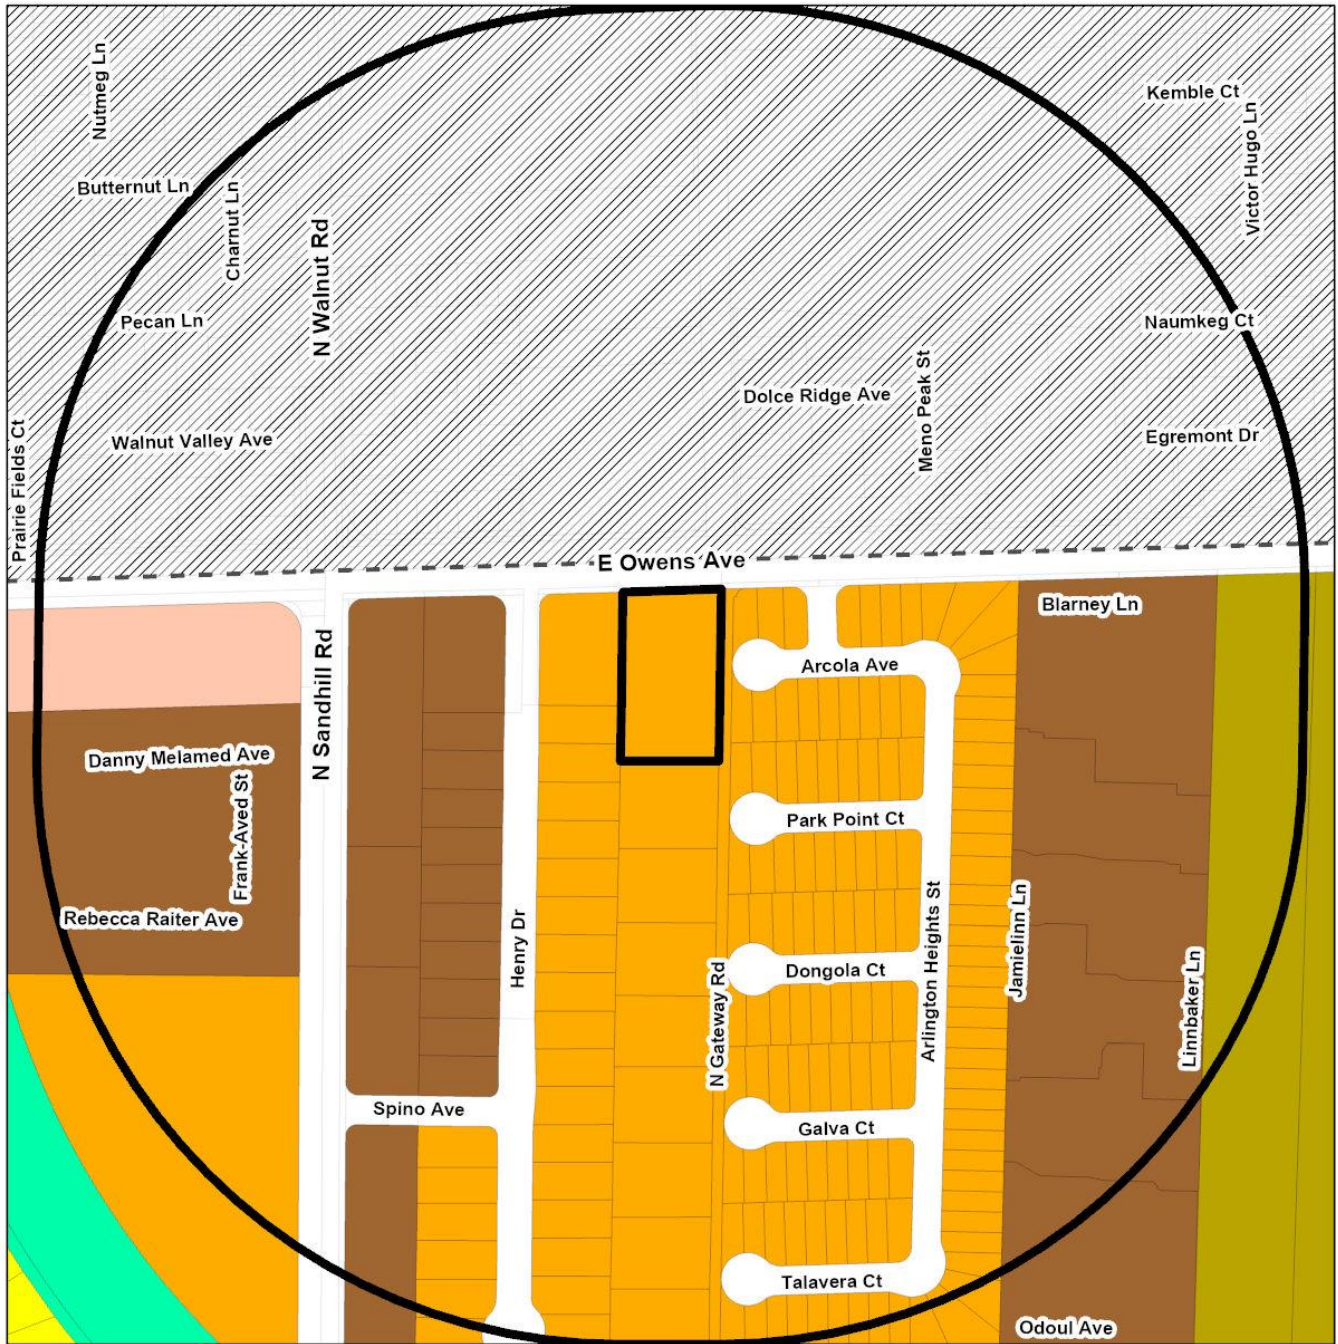 Nutmeg Ln
Kemble Ct
Victor Hugo Ln
Butternut Ln
Charnut Ln
N Walnut Rd
Pecan Ln
Naumkeg Ct
Meno Peak St
Dolce Ridge Ave
Prairie Fields Ct
Walnut Valley Ave
Egremont Dr
E Owens Ave
Blarney Ln
N Sandhill Rd
Arcola Ave
Danny Melamed Ave
Frank-Aved St
Park Point Ct
Rebecca Raiter Ave
Henry Dr
Arlington Heights St
Jamielinn Ln
Dongola Ct
N Gateway Rd
Linnbaker Ln
Spino Ave
Galva Ct
Talavera Ct
Odoul Ave